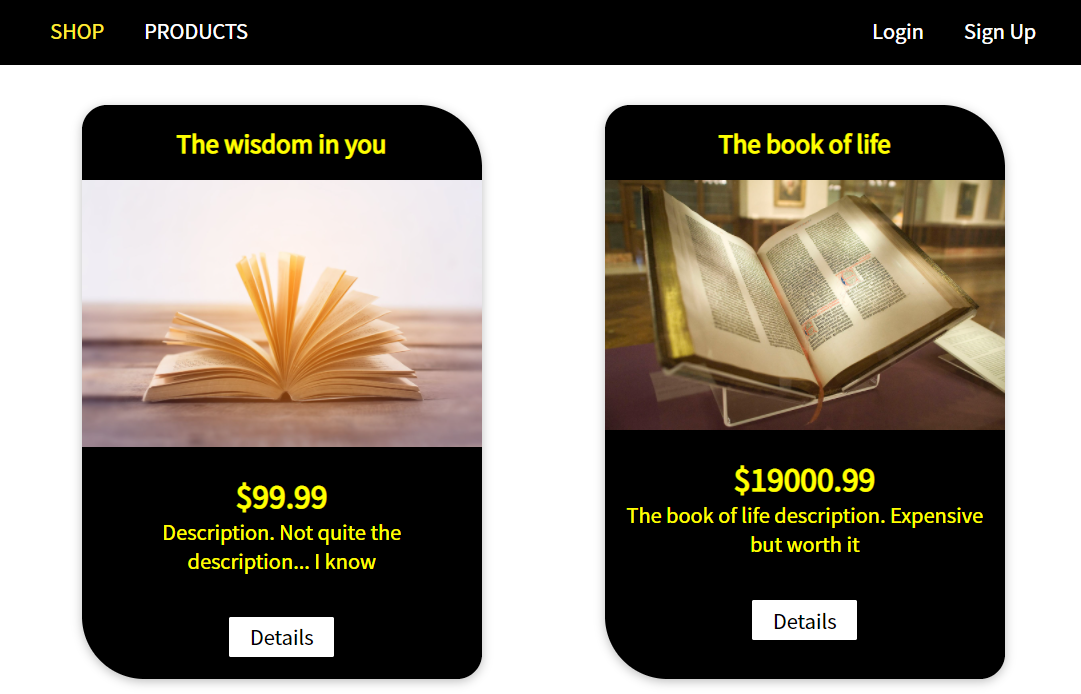 SHOP PRODUCTS Login Sign Up
The wisdom in you
$99.99
Description. Not quite the
description... I know
Details
The book of life
$19000.99
The book of life description. Expensive
but worth it
Details